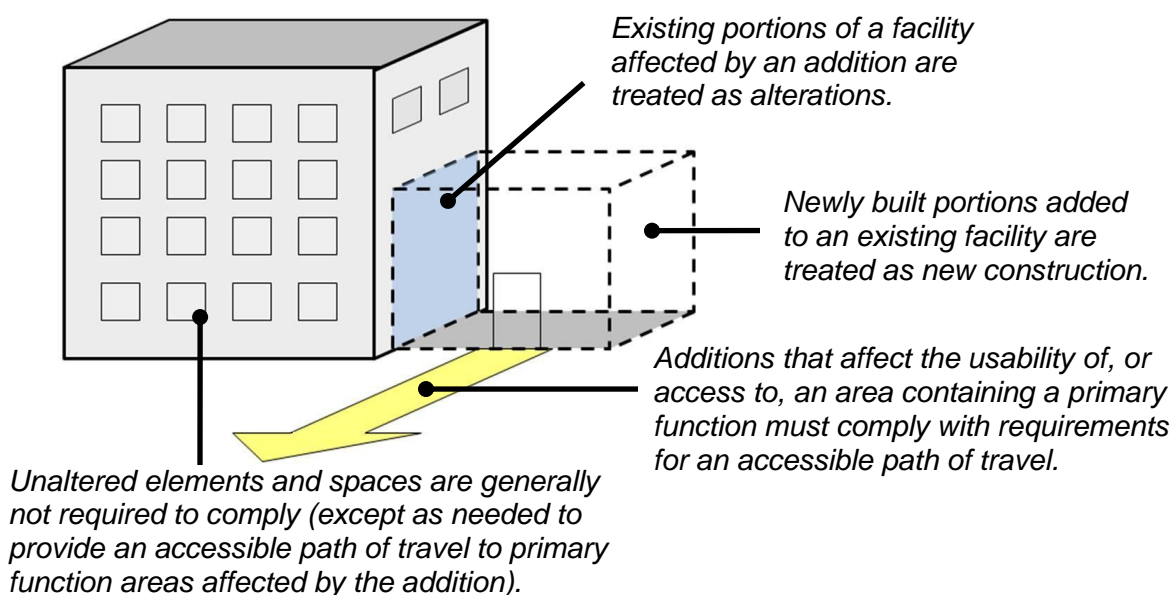 Existing portions of a facility
affected by an addition are
treated as alterations.
Newly built portions added
to an existing facility are
treated as new construction.
Additions that affect the usability of, or
access to, an area containing a primary
function must comply with requirements
for an accessible path of travel.
Unaltered elements and spaces are generally
not required to comply (except as needed to
provide an accessible path of travel to primary
function areas affected by the addition).